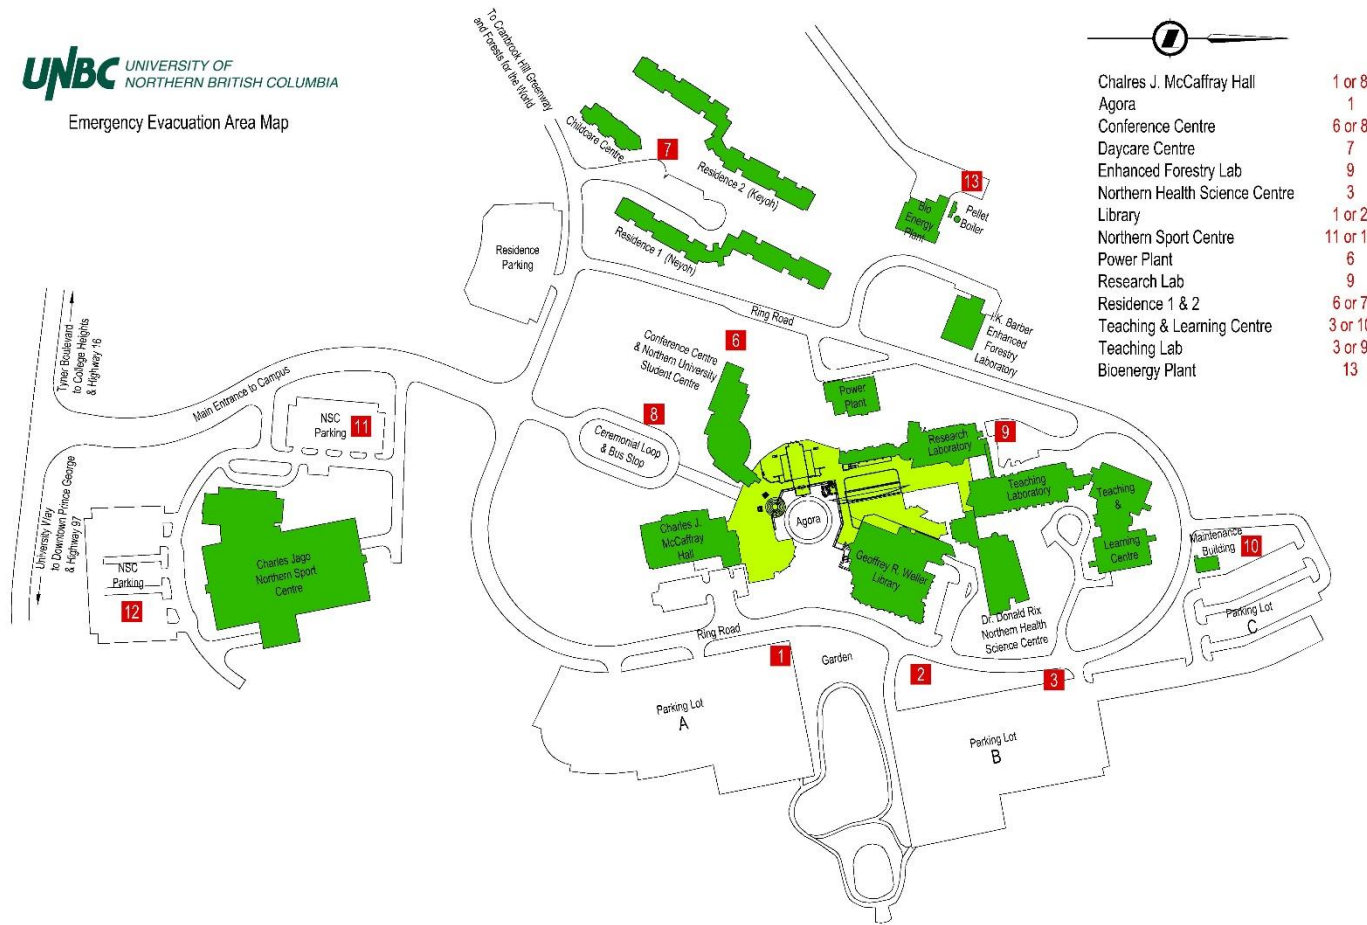 UNBC UNIVERSITY OF
NORTHERN BRITISH COLUMBIA
Emergency Evacuation Area Map
To Cranbrook Hill Greenway
and Forests for the World
Childcare Centre
7
Residence 2 (Keyoh)
Residence 1 (Neyoh)
Residence
Parking
13
Bio
Energy
Plant
Pellet
Boiler
Chalres J. McCaffray Hall 1 or 8
Agora 1
Conference Centre 6 or 8
Daycare Centre 7
Enhanced Forestry Lab 9
Northern Health Science Centre 3
Library 1 or 2
Northern Sport Centre 11 or 1
Power Plant 6
Research Lab 9
Residence 1 & 2 6 or 7
Teaching & Learning Centre 3 or 10
Teaching Lab 3 or 9
Bioenergy Plant 13
Tyner Boulevard
to College Heights
& Highway 16
Main Entrance to Campus
Ring Road
I.K. Barber
Enhanced
Forestry
Laboratory
6
Conference Centre
& Northern University
Student Centre
Power
Plant
NSC
Parking
11
8
Ceremonial Loop
& Bus Stop
Research
Laboratory
9
Teaching
Laboratory
Teaching
&
Learning
Centre
University Way
to Downtown Prince George
& Highway 97
NSC
Parking
12
Charles Jago
Northern Sport
Centre
Charles J.
McCaffray
Hall
Agora
Geoffrey R. Weller
Library
Dr. Donald Rix
Northern Health
Science Centre
Maintenance
Building
10
Parking Lot
C
Ring Road
1
Garden
2
3
Parking Lot
A
Parking Lot
B